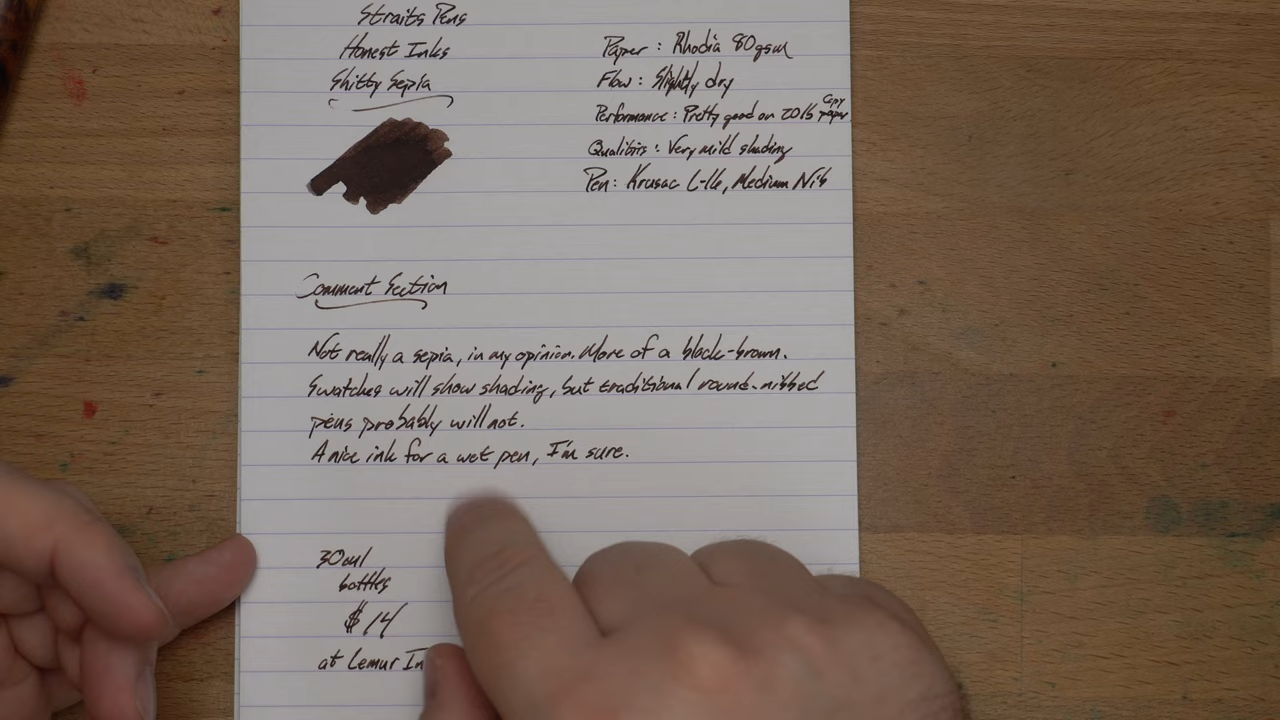 Straits Pens
Honest Inks
Shitty Sepia
Paper : Rhodia 80gsm
Flow : Slightly dry
Performance : Pretty good on 20lb copy paper
Qualities : Very mild shading
Pen : Krusac L-16, Medium Nib
Comment Section
Not really a sepia, in my opinion. More of a black-brown.
Swatches will show shading, but traditional round-nibbed
pens probably will not.
A nice ink for a wet pen, I'm sure.
30ml
bottles
$14
at Lemur In